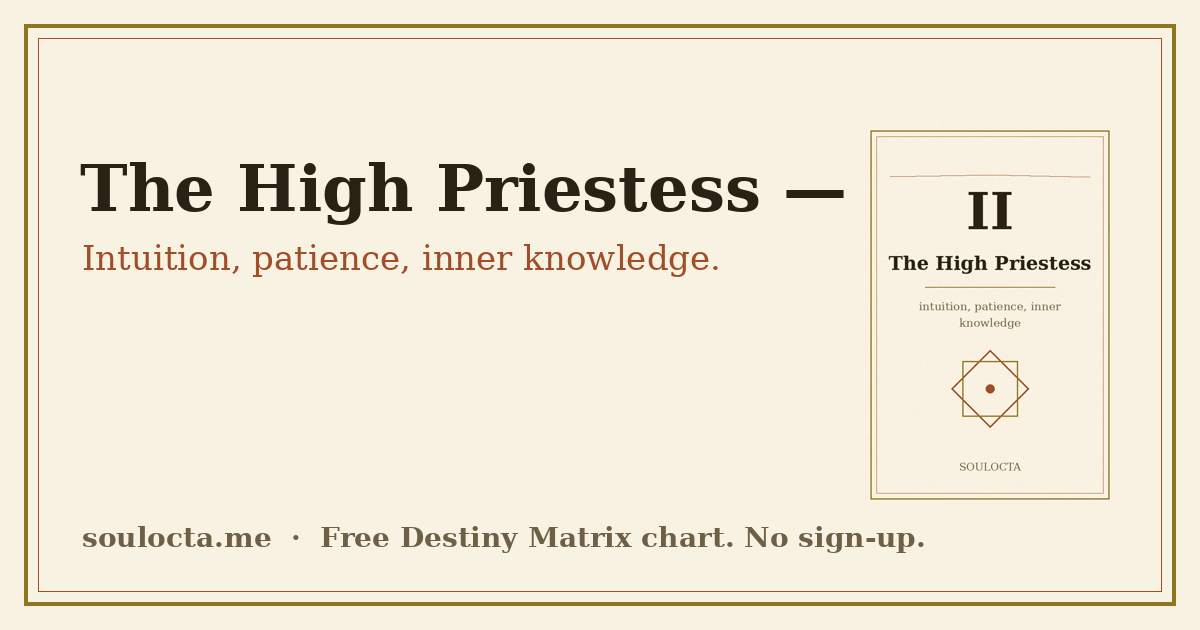 The High Priestess —
Intuition, patience, inner knowledge.
II
The High Priestess
intuition, patience, inner
knowledge
SOULOCTA
soulocta.me · Free Destiny Matrix chart. No sign-up.